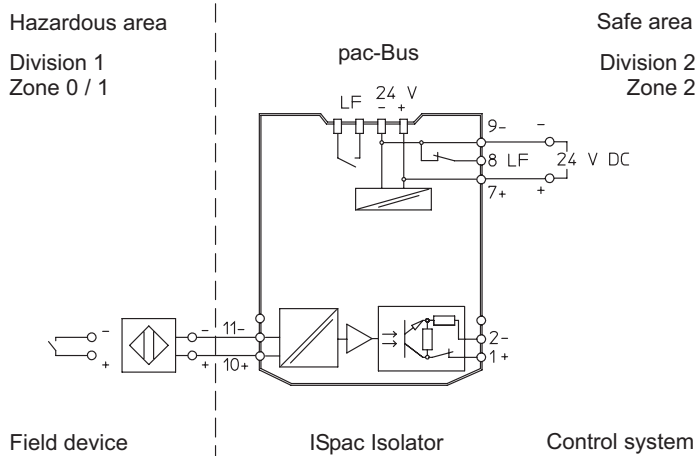 Hazardous area
Safe area
Division 1
Zone 0 / 1
pac-Bus
Division 2
Zone 2
LF
24 V
- +
9-
-
8 LF
24 V DC
7+
+
-
-
11-
+
+
10+
2-
1+
Field device
ISpac Isolator
Control system